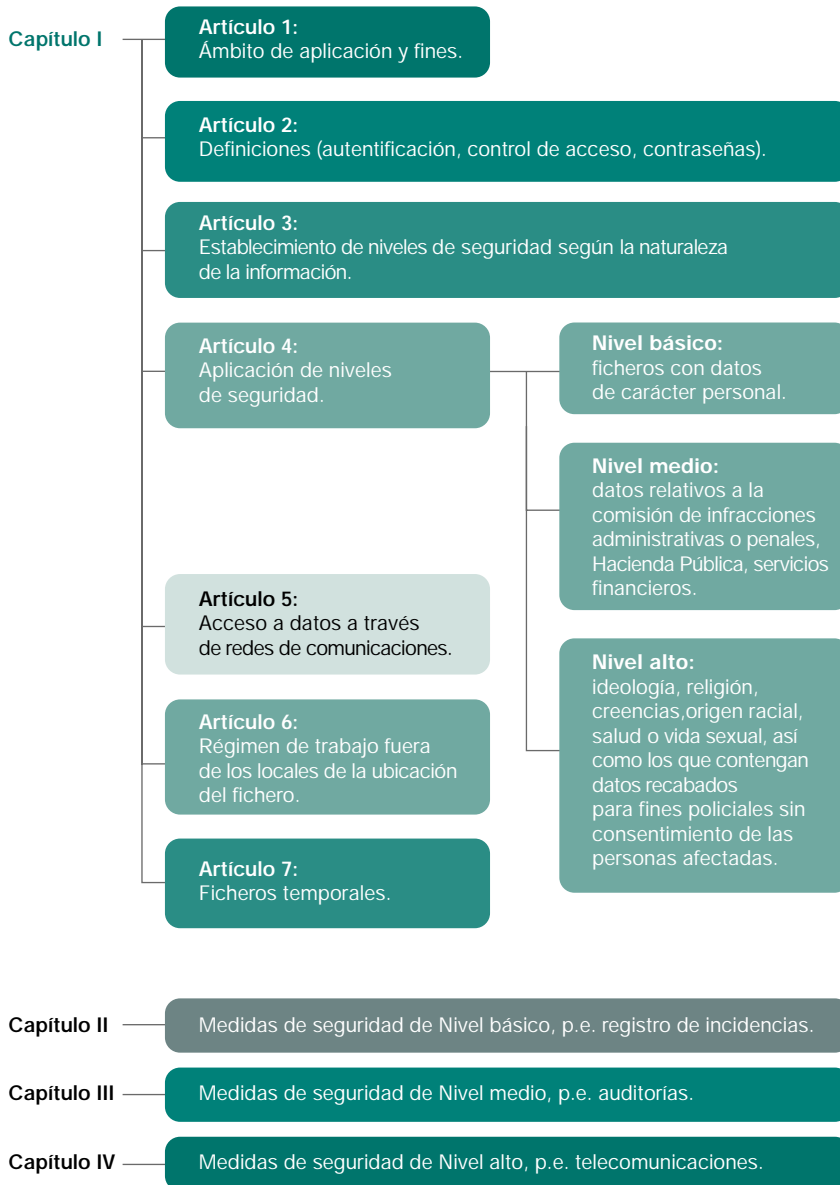 Capítulo I
Artículo 1:
Ámbito de aplicación y fines.
Artículo 2:
Definiciones (autentificación, control de acceso, contraseñas).
Artículo 3:
Establecimiento de niveles de seguridad según la naturaleza
de la información.
Artículo 4:
Aplicación de niveles
de seguridad.
Nivel básico:
ficheros con datos
de carácter personal.
Nivel medio:
datos relativos a la
comisión de infracciones
administrativas o penales,
Hacienda Pública, servicios
financieros.
Nivel alto:
ideología, religión,
creencias,origen racial,
salud o vida sexual, así
como los que contengan
datos recabados
para fines policiales sin
consentimiento de las
personas afectadas.
Artículo 5:
Acceso a datos a través
de redes de comunicaciones.
Artículo 6:
Régimen de trabajo fuera
de los locales de la ubicación
del fichero.
Artículo 7:
Ficheros temporales.
Capítulo II
Medidas de seguridad de Nivel básico, p.e. registro de incidencias.
Capítulo III
Medidas de seguridad de Nivel medio, p.e. auditorías.
Capítulo IV
Medidas de seguridad de Nivel alto, p.e. telecomunicaciones.